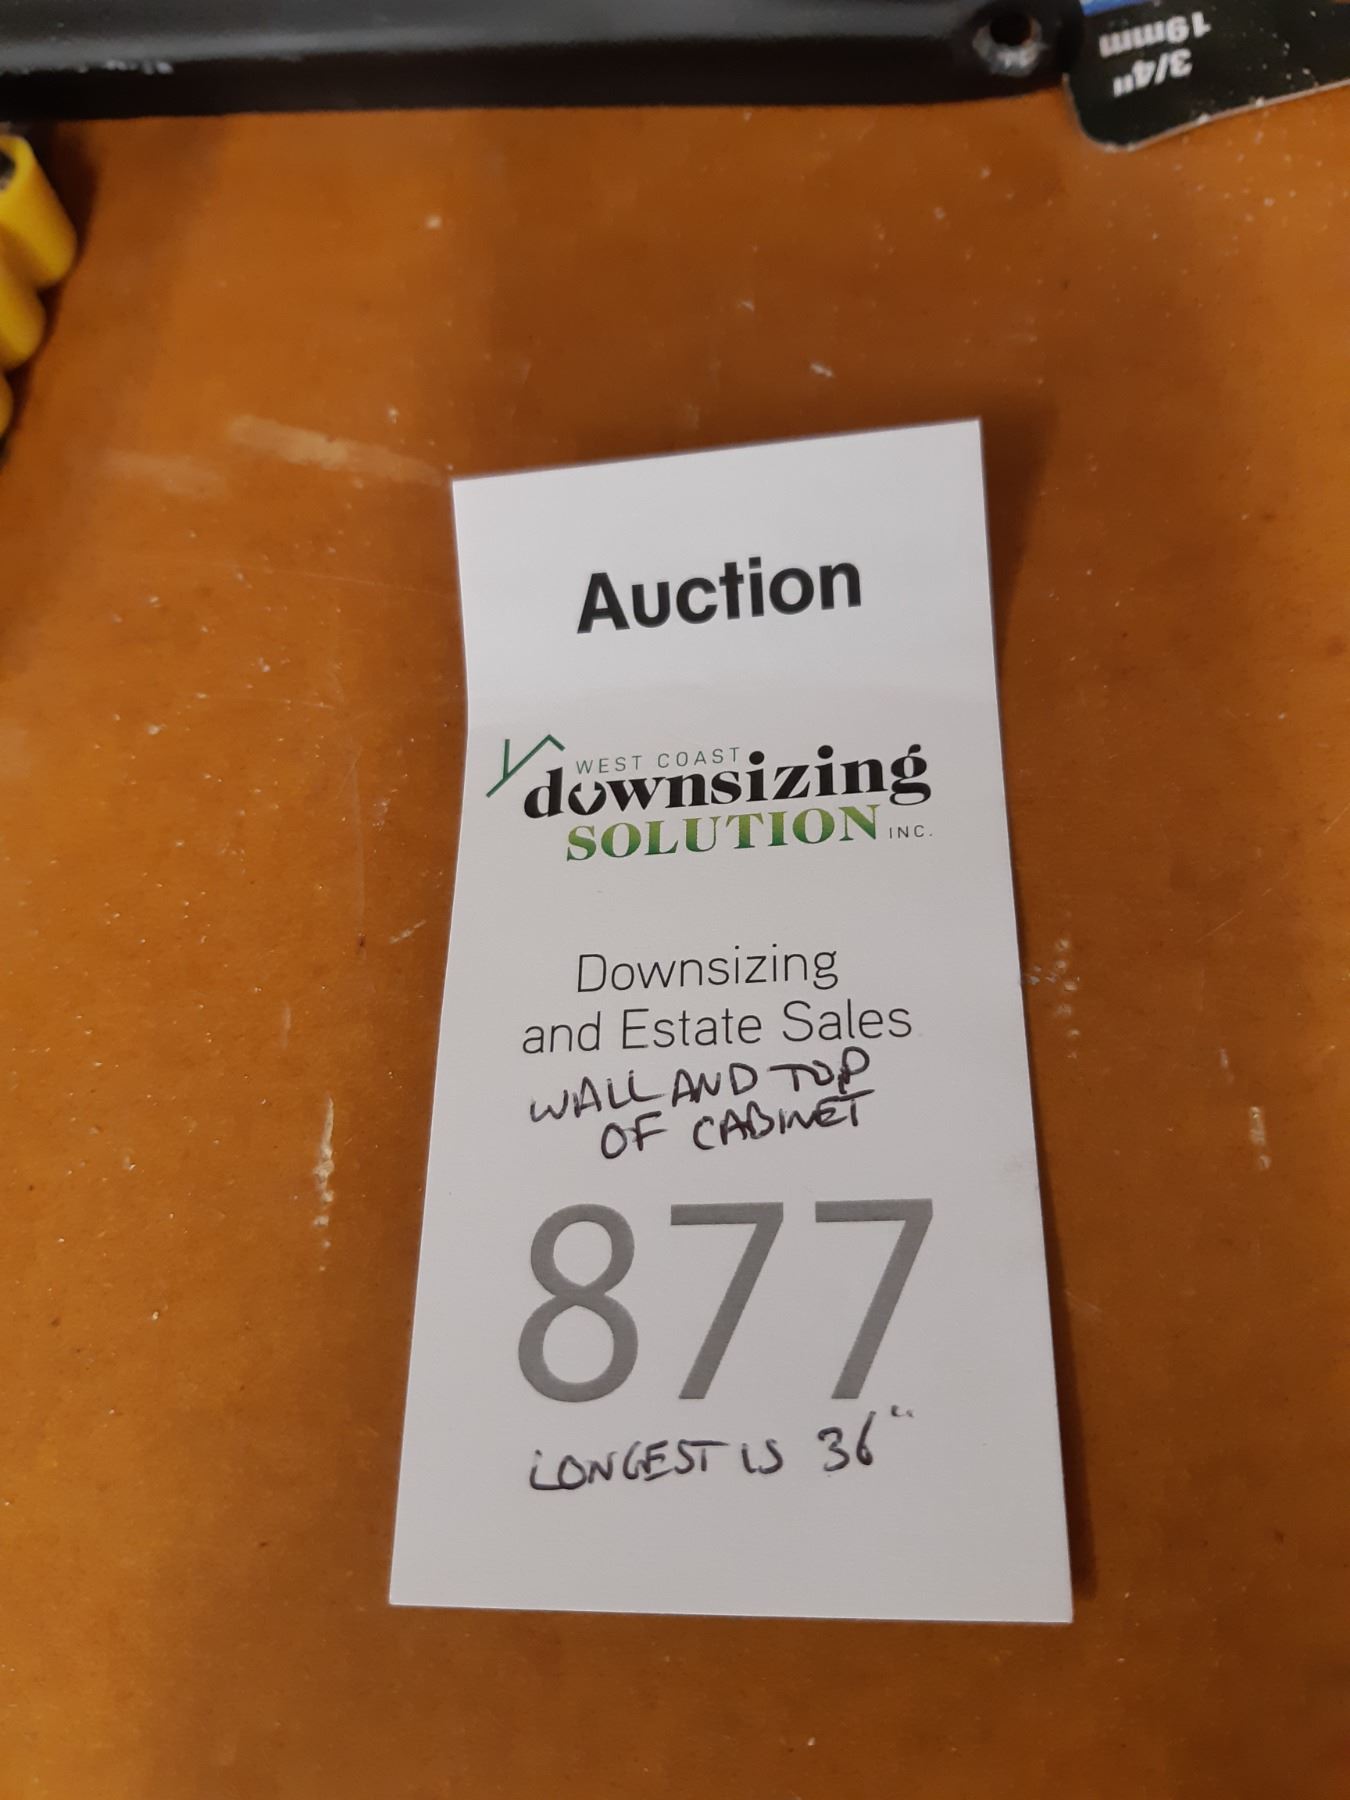 3/4"
19mm
Auction
WEST COAST
downsizing
SOLUTION INC.
Downsizing
and Estate Sales
WALL AND TOP
OF CABINET
877
LONGEST IS 36"